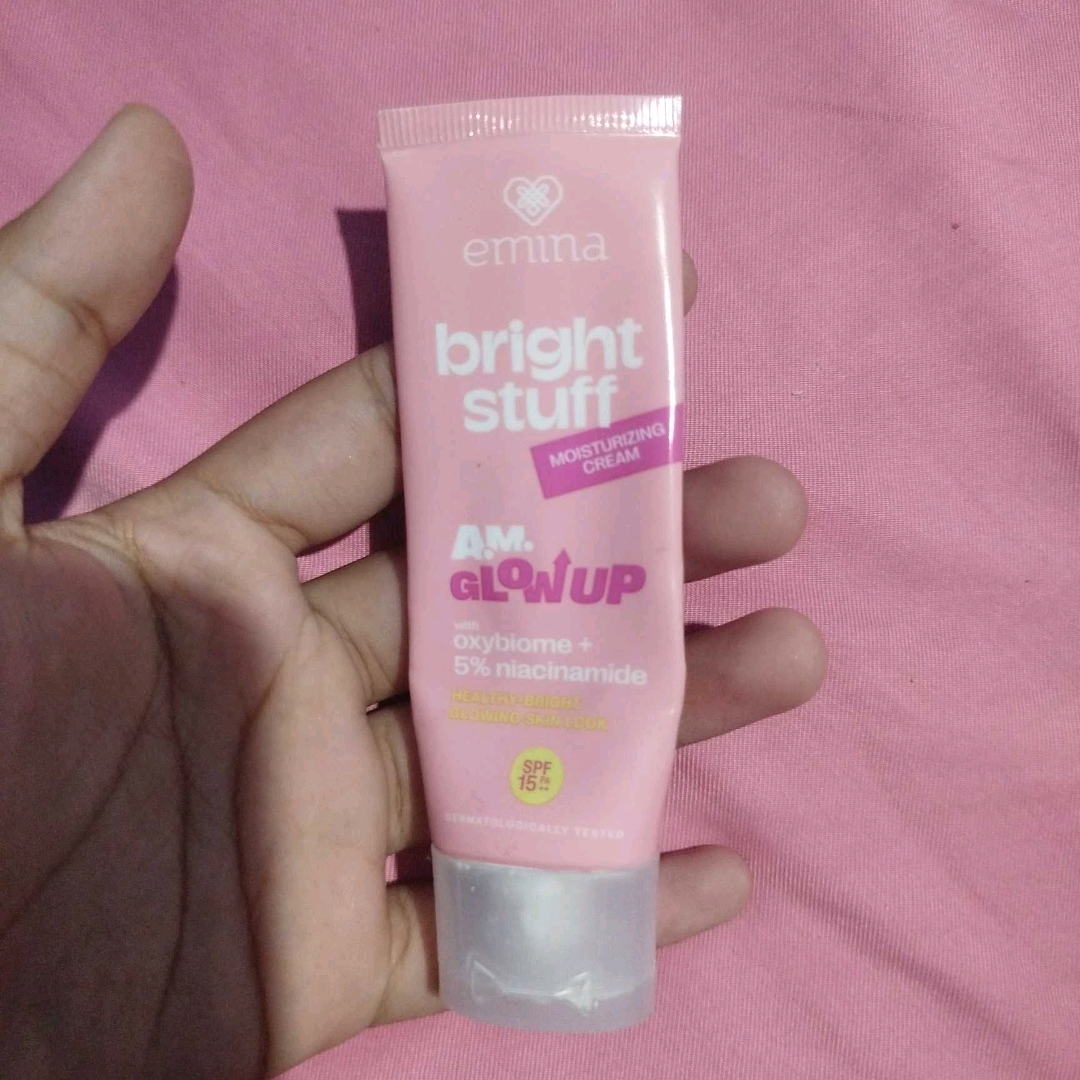 emina
bright
stuff
MOISTURIZING
CREAM
A.M.
GLOW UP
with
oxybiome +
5% niacinamide
HEALTHY-BRIGHT
GLOWING SKIN LOOK
SPF
15 PA
++
DERMATOLOGICALLY TESTED